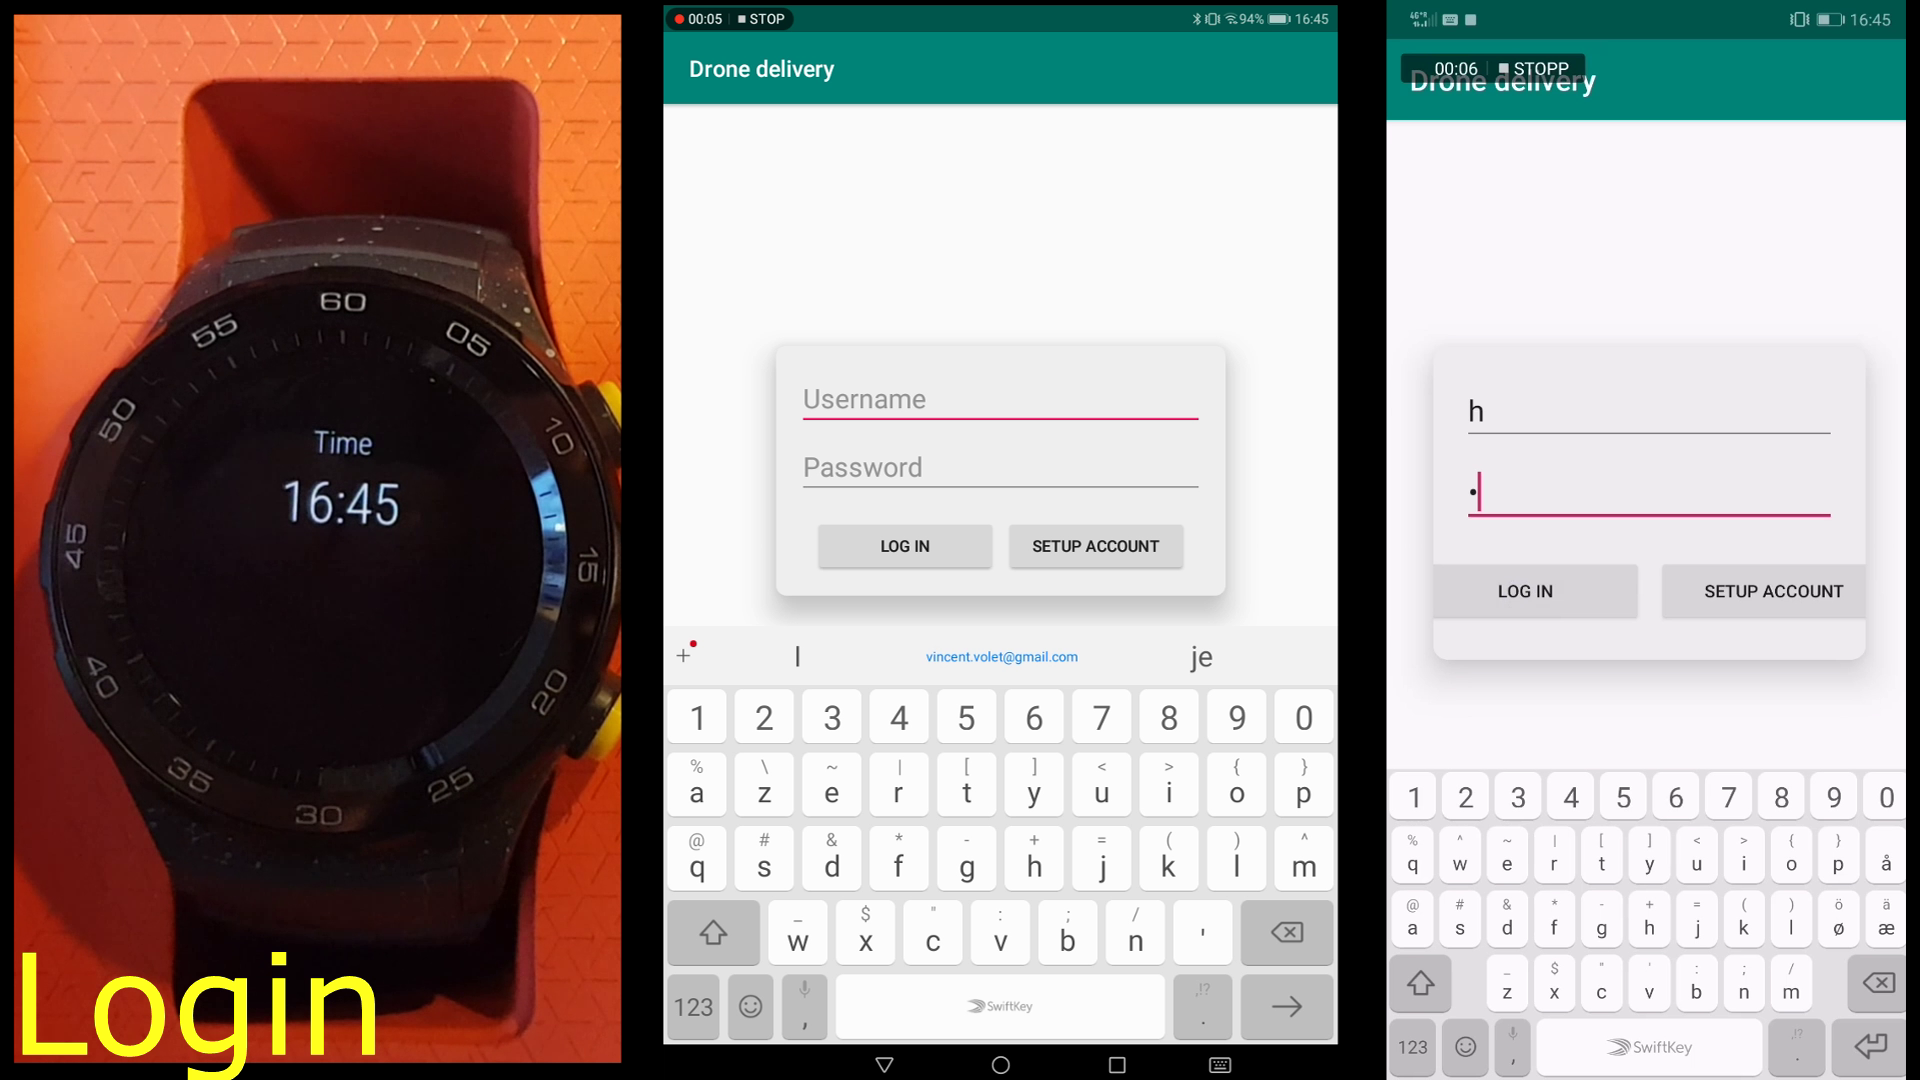 60
55
05
50
10
Time
16:45
45
15
40
20
35
25
30
Login
00:05 STOP
94% 16:45
Drone delivery
Username
Password
LOG IN SETUP ACCOUNT
+ l vincent.volet@gmail.com je
1 2 3 4 5 6 7 8 9 0
% \ ~ | [ ] < > { }
a z e r t y u i o p
@ # & * - + = ( ) ^
q s d f g h j k l m
_ $ " : ; /
w x c v b n '
,!?
123 , SwiftKey .
16:45
00:06 STOPP
Drone delivery
h
•
LOG IN SETUP ACCOUNT
1 2 3 4 5 6 7 8 9 0
% ^ ~ | [ ] < > { }
q w e r t y u i o p å
@ # & * - + = ( ) ö ä
a s d f g h j k l ø æ
_ $ " ' : ; /
z x c v b n m
,!?
123 , SwiftKey .